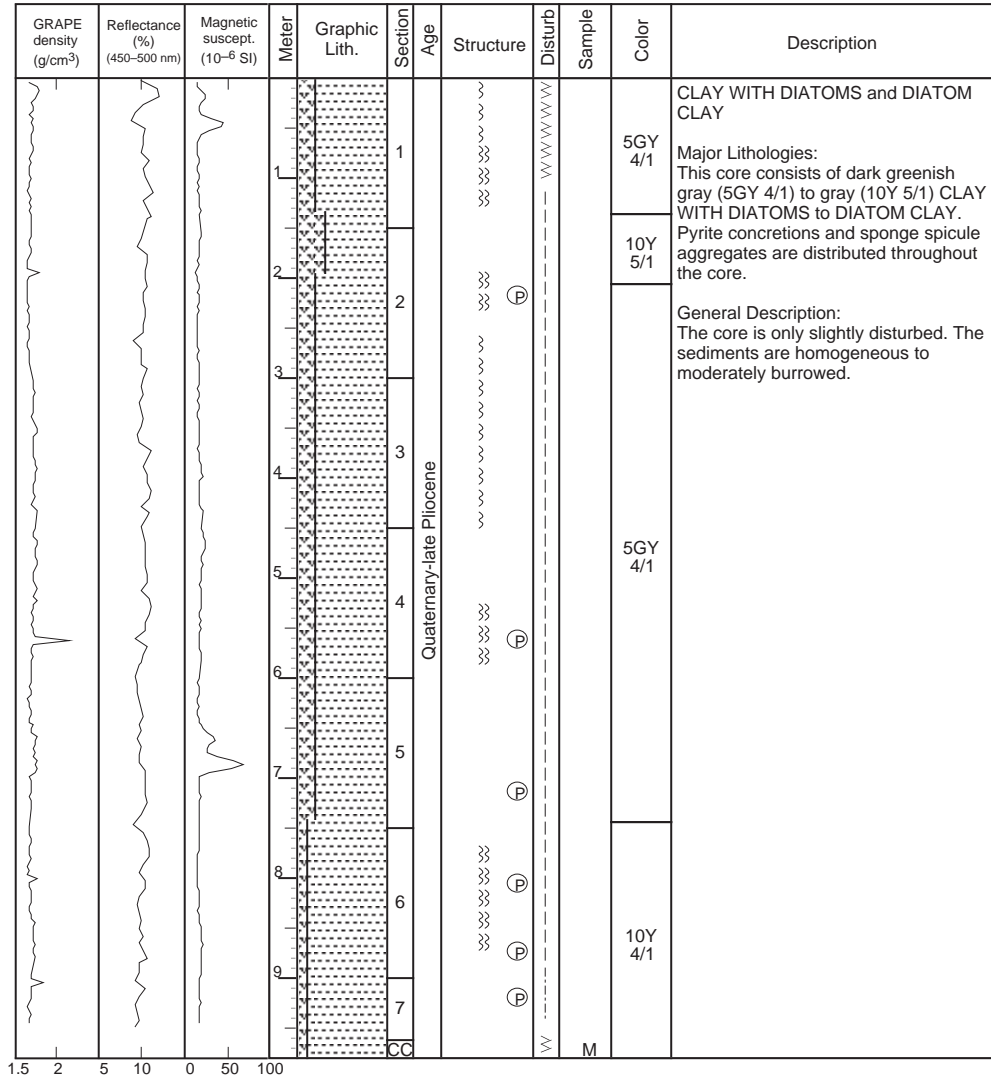 GRAPE
density
(g/cm3)
Reflectance
(%)
(450–500 nm)
Magnetic
suscept.
(10–6 SI)
Meter
Graphic
Lith.
Section
Age
Structure
Disturb
Sample
Color
Description
1
2
3
4
5
6
7
8
9
1
2
3
4
5
6
7
CC
Quaternary-late Pliocene
P
P
P
P
P
P
M
5GY
4/1
10Y
5/1
5GY
4/1
10Y
4/1
CLAY WITH DIATOMS and DIATOM
CLAY
Major Lithologies:
This core consists of dark greenish
gray (5GY 4/1) to gray (10Y 5/1) CLAY
WITH DIATOMS to DIATOM CLAY.
Pyrite concretions and sponge spicule
aggregates are distributed throughout
the core.
General Description:
The core is only slightly disturbed. The
sediments are homogeneous to
moderately burrowed.
1.5 2 5 10 0 50 100